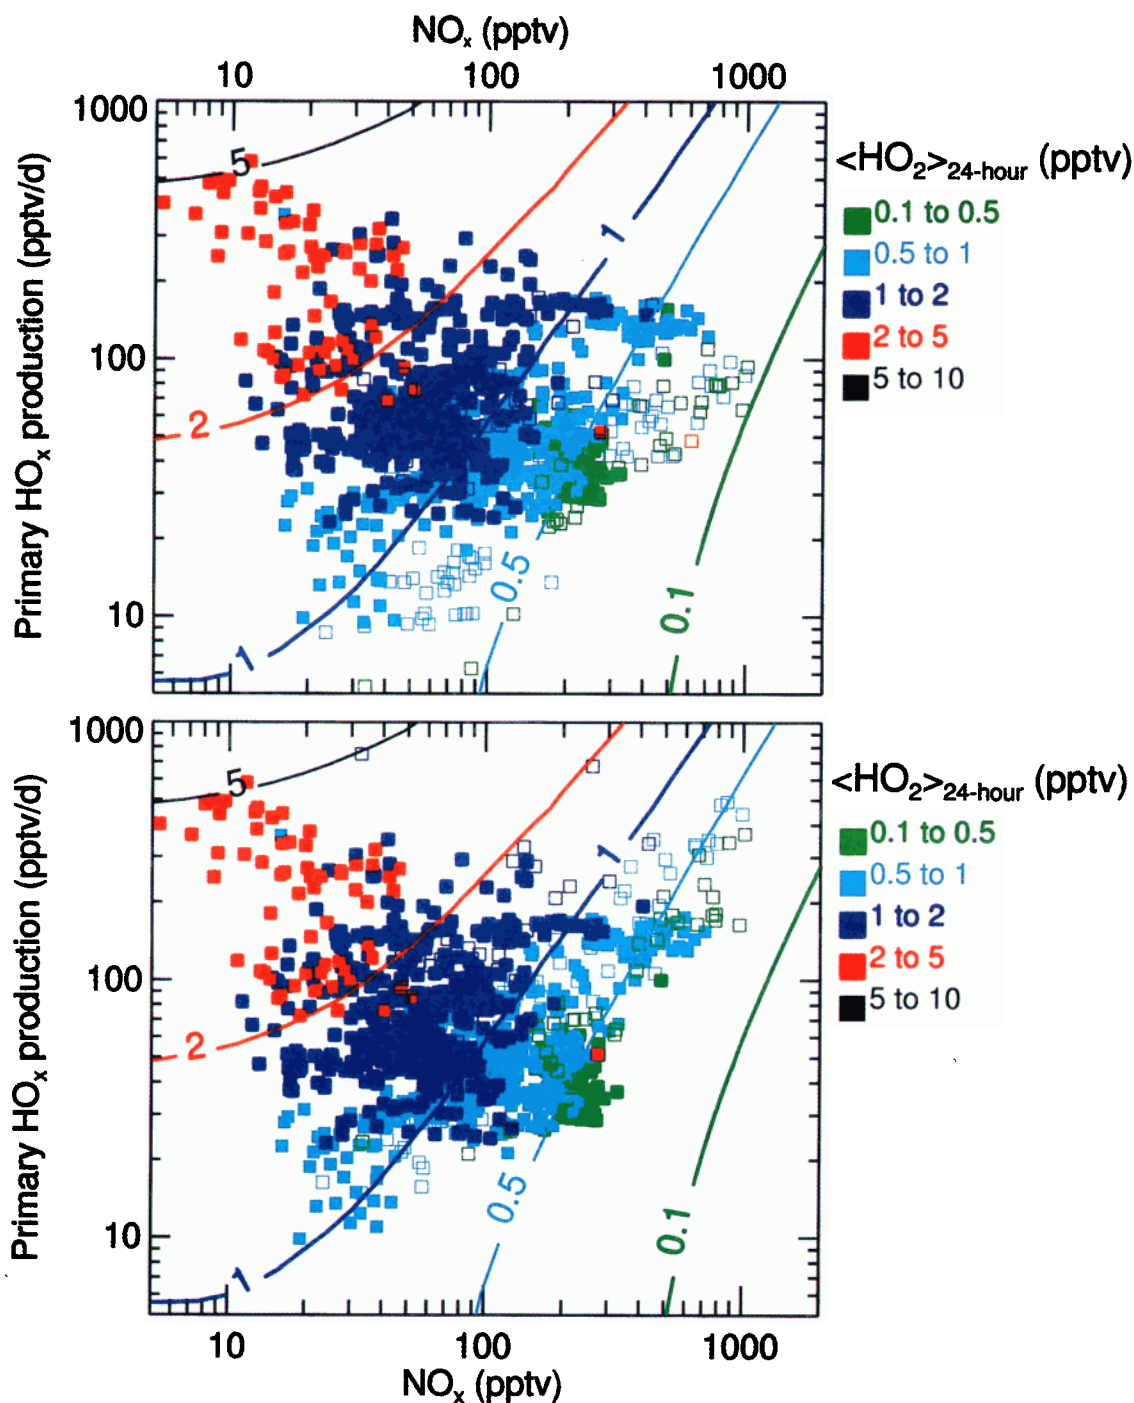 NOₓ (pptv)
10 100 1000
1000
100
10
Primary HOₓ production (pptv/d)
5
2
1
1
0.5
0.1
<HO₂>24-hour (pptv)
0.1 to 0.5
0.5 to 1
1 to 2
2 to 5
5 to 10
1000
100
10
Primary HOₓ production (pptv/d)
5
2
1
1
0.5
0.1
<HO₂>24-hour (pptv)
0.1 to 0.5
0.5 to 1
1 to 2
2 to 5
5 to 10
10 100 1000
NOₓ (pptv)